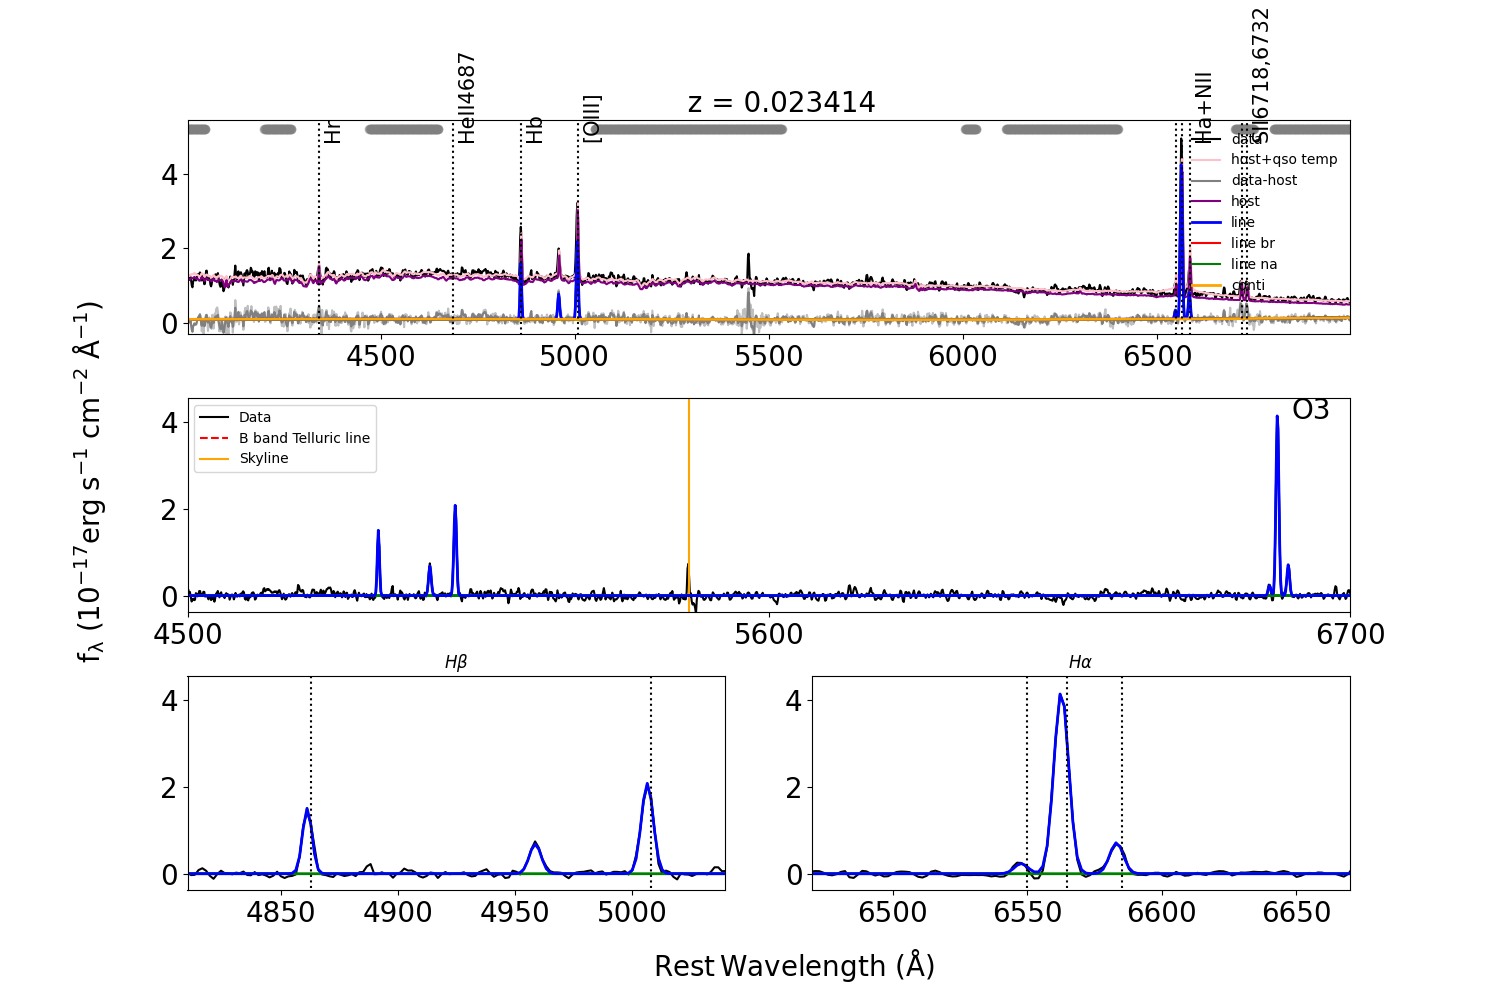 z = 0.023414
Hr
HeII4687
Hb
[OIII]
Ha+NII
SII6718,6732
data
host+qso temp
data-host
host
line
line br
line na
conti
4
2
0
4500
5000
5500
6000
6500
fλ (10−17erg s−1 cm−2 Å−1)
Data
B band Telluric line
Skyline
O3
4
2
0
4500
5600
6700
Hβ
4
2
0
4850
4900
4950
5000
Hα
4
2
0
6500
6550
6600
6650
Rest Wavelength (Å)